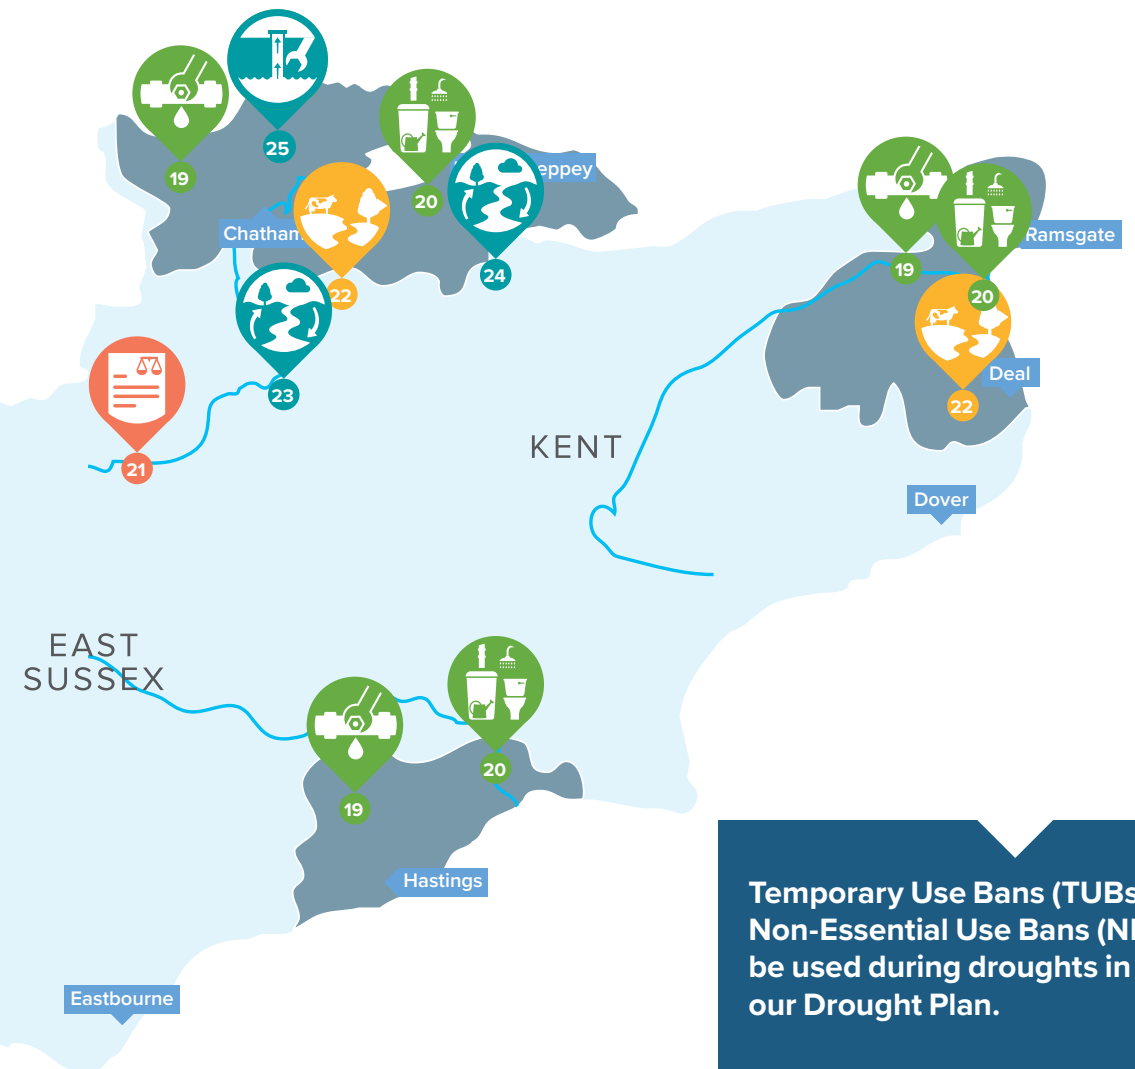 25
19
20
eppey
19
Chatham
Ramsgate
24
19
22
20
Deal
23
22
KENT
21
Dover
EAST
SUSSEX
20
19
Hastings
Temporary Use Bans (TUBs
Non-Essential Use Bans (N
be used during droughts in
our Drought Plan.
Eastbourne